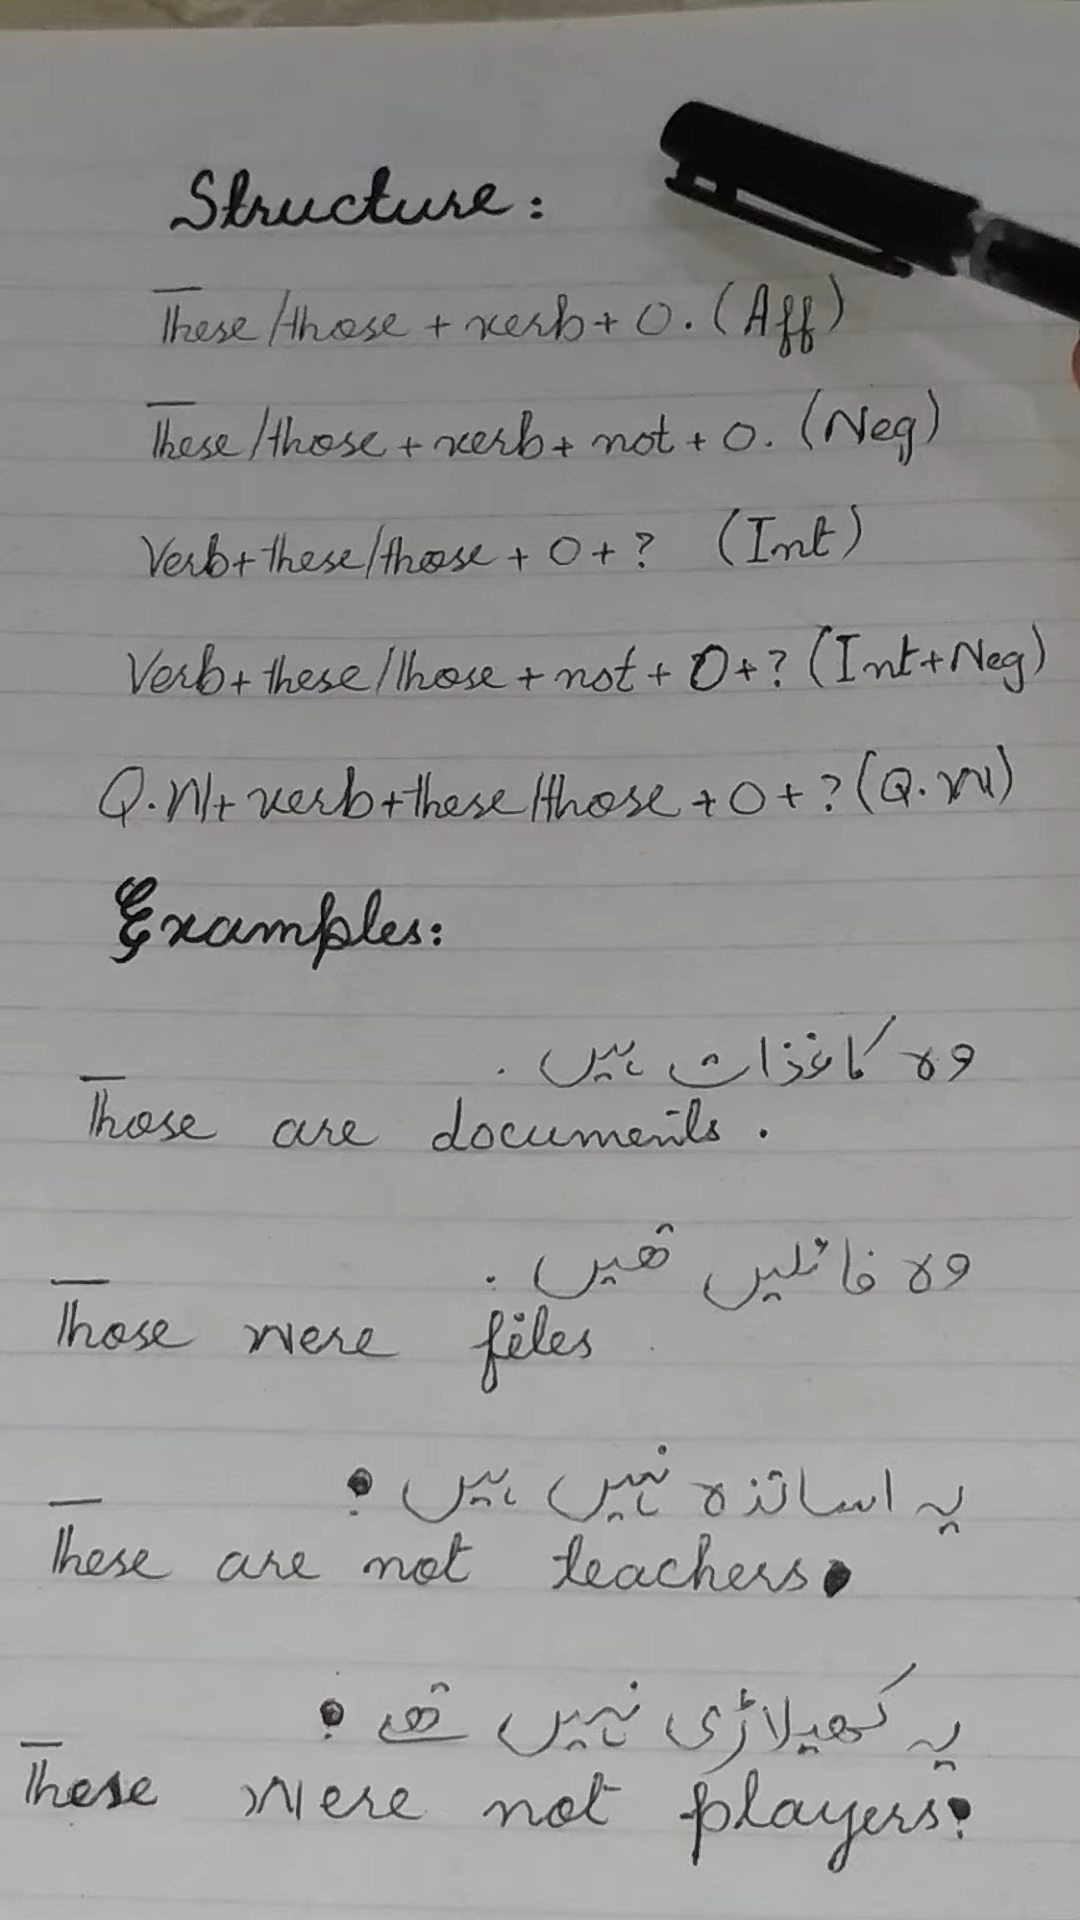 Structure:
These/those + verb + O. (Aff)
These/those + verb + not + O. (Neg)
Verb + these/those + O + ? (Int)
Verb + these/those + not + O + ? (Int + Neg)
Q.W + verb + these/those + O + ? (Q.W)
Examples:
وہ کاغذات ہیں .
Those are documents.
وہ فائلیں تھیں .
Those were files
یہ اساتذہ نہیں ہیں .
These are not teachers.
یہ کھیلاڑی نہیں تھے .
These were not players.